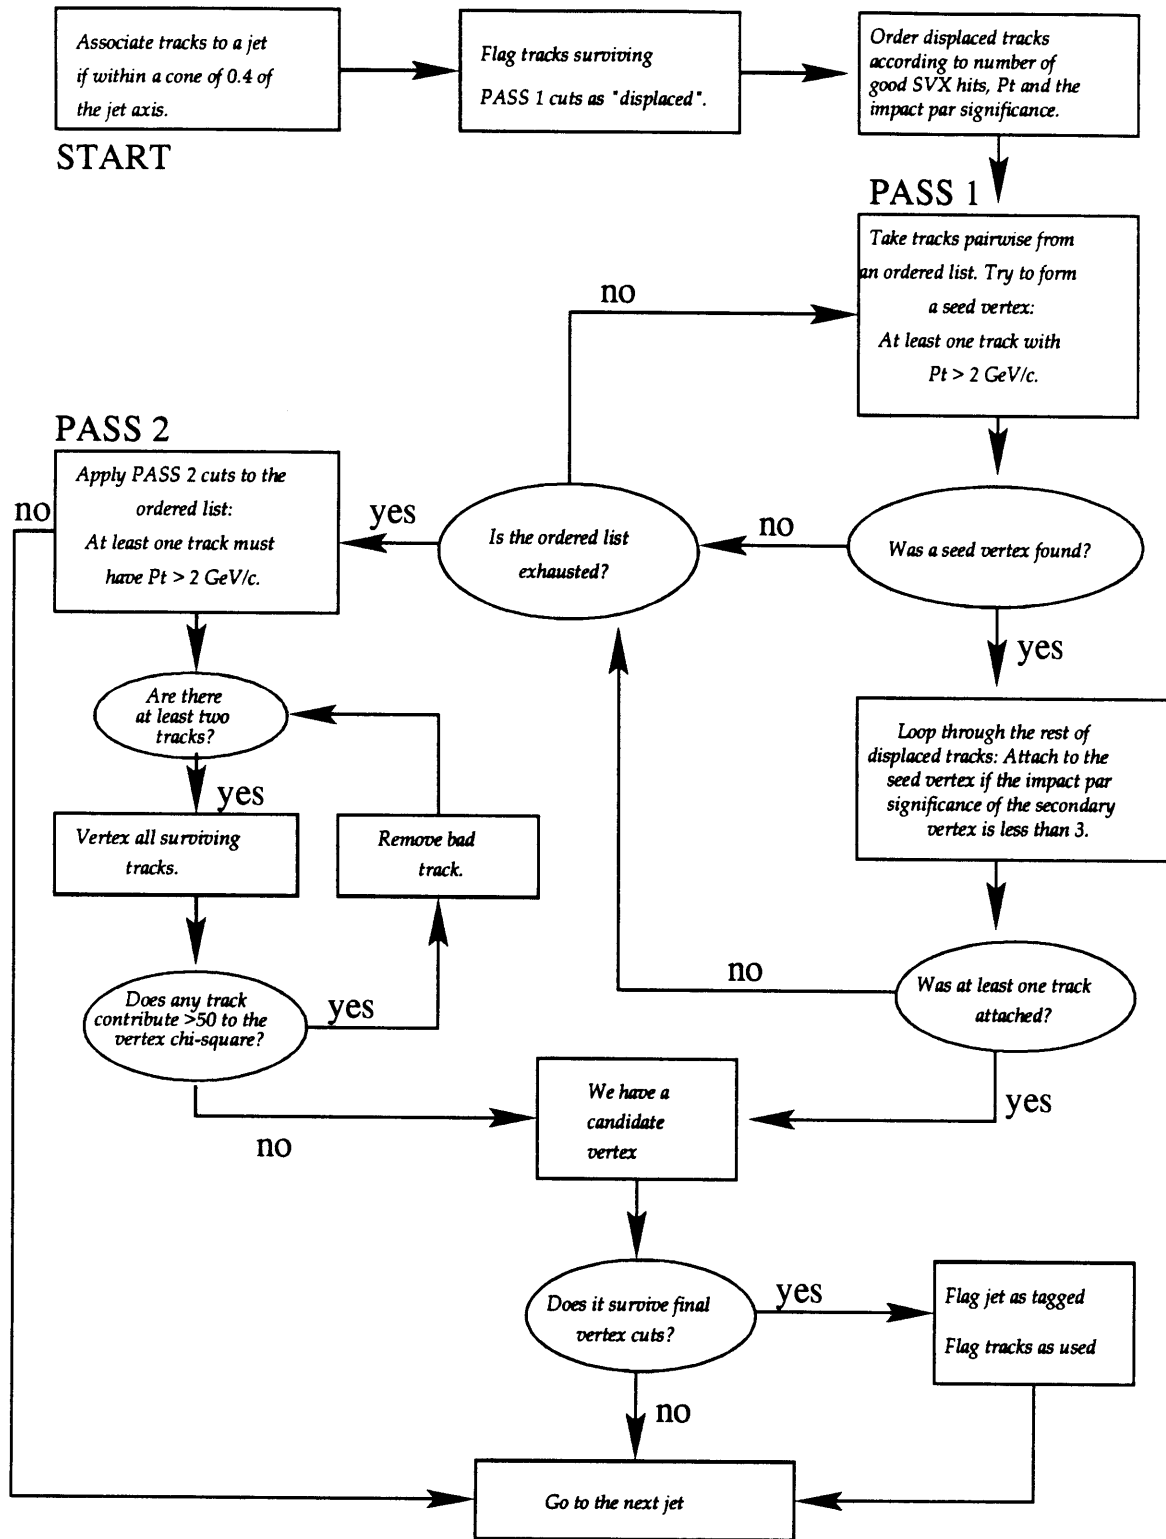 Associate tracks to a jet
if within a cone of 0.4 of
the jet axis.
START
Flag tracks surviving
PASS 1 cuts as "displaced".
Order displaced tracks
according to number of
good SVX hits, Pt and the
impact par significance.
PASS 1
Take tracks pairwise from
an ordered list. Try to form
a seed vertex:
At least one track with
Pt > 2 GeV/c.
no
PASS 2
Apply PASS 2 cuts to the
ordered list:
At least one track must
have Pt > 2 GeV/c.
no
yes
Is the ordered list
exhausted?
no
Was a seed vertex found?
yes
Are there
at least two
tracks?
yes
Vertex all surviving
tracks.
Remove bad
track.
Loop through the rest of
displaced tracks: Attach to the
seed vertex if the impact par
significance of the secondary
vertex is less than 3.
Does any track
contribute >50 to the
vertex chi-square?
yes
no
no
Was at least one track
attached?
yes
We have a
candidate
vertex
Does it survive final
vertex cuts?
yes
Flag jet as tagged
Flag tracks as used
no
Go to the next jet